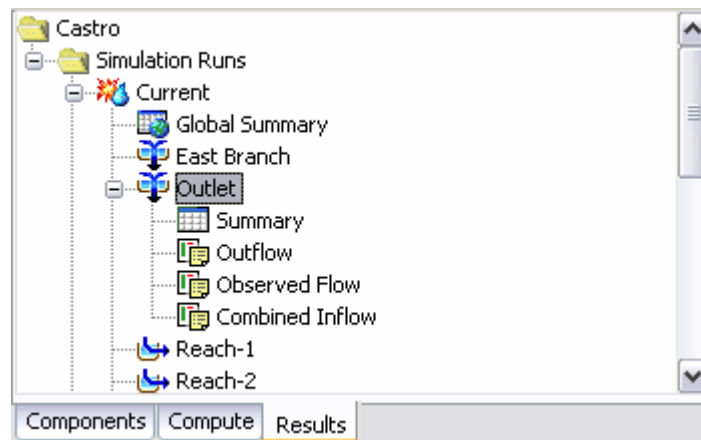 Castro
Simulation Runs
Current
Global Summary
East Branch
Outlet
Summary
Outflow
Observed Flow
Combined Inflow
Reach-1
Reach-2
Components Compute Results